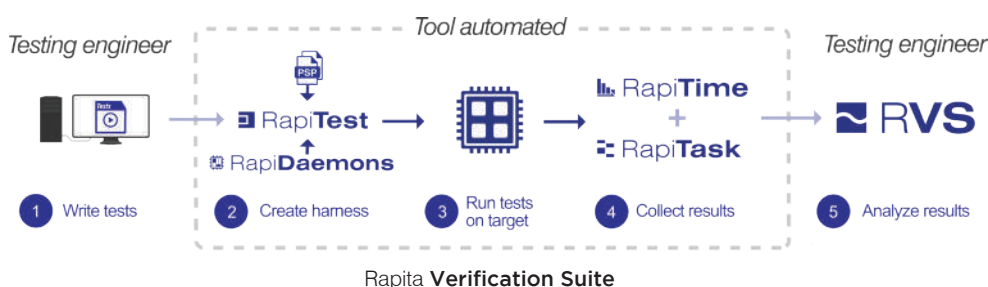 Testing engineer
Tool automated
Testing engineer
Tests
PSP
RapiTest
RapiDaemons
RapiTime
+
RapiTask
RVS
1 Write tests
2 Create harness
3 Run tests
on target
4 Collect results
5 Analyze results
Rapita Verification Suite